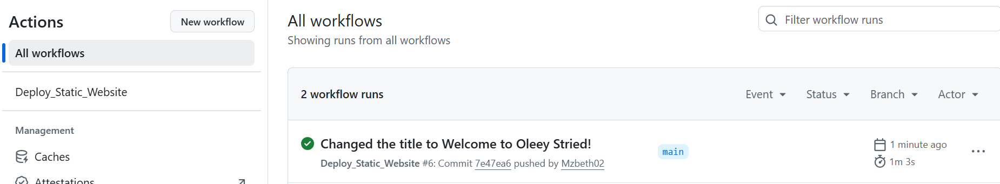 Actions
New workflow
All workflows
Deploy_Static_Website
Management
Caches
Attestations
All workflows
Showing runs from all workflows
Filter workflow runs
2 workflow runs
Event
Status
Branch
Actor
Changed the title to Welcome to Oleey Stried!
Deploy_Static_Website #6: Commit 7e47ea6 pushed by Mzbeth02
main
1 minute ago
1m 3s